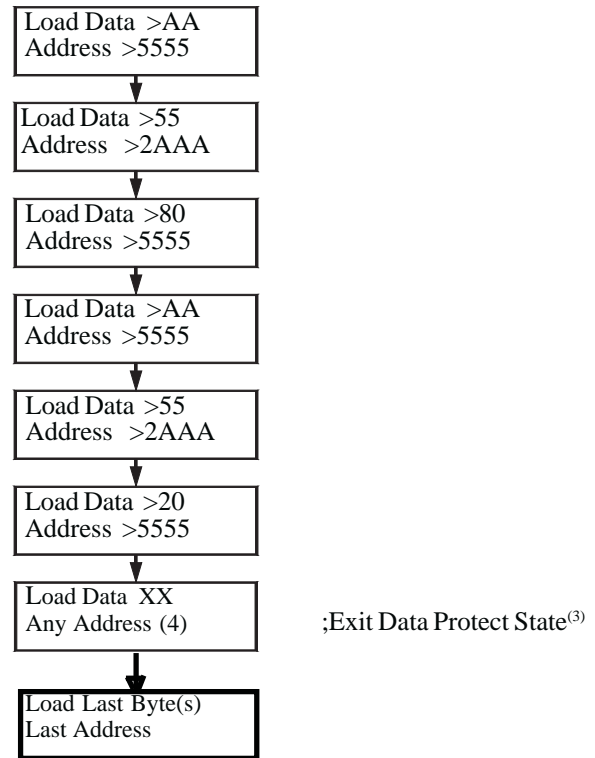 Load Data >AA
Address >5555
Load Data >55
Address >2AAA
Load Data >80
Address >5555
Load Data >AA
Address >5555
Load Data >55
Address >2AAA
Load Data >20
Address >5555
Load Data XX
Any Address (4) ;Exit Data Protect State(3)
Load Last Byte(s)
Last Address